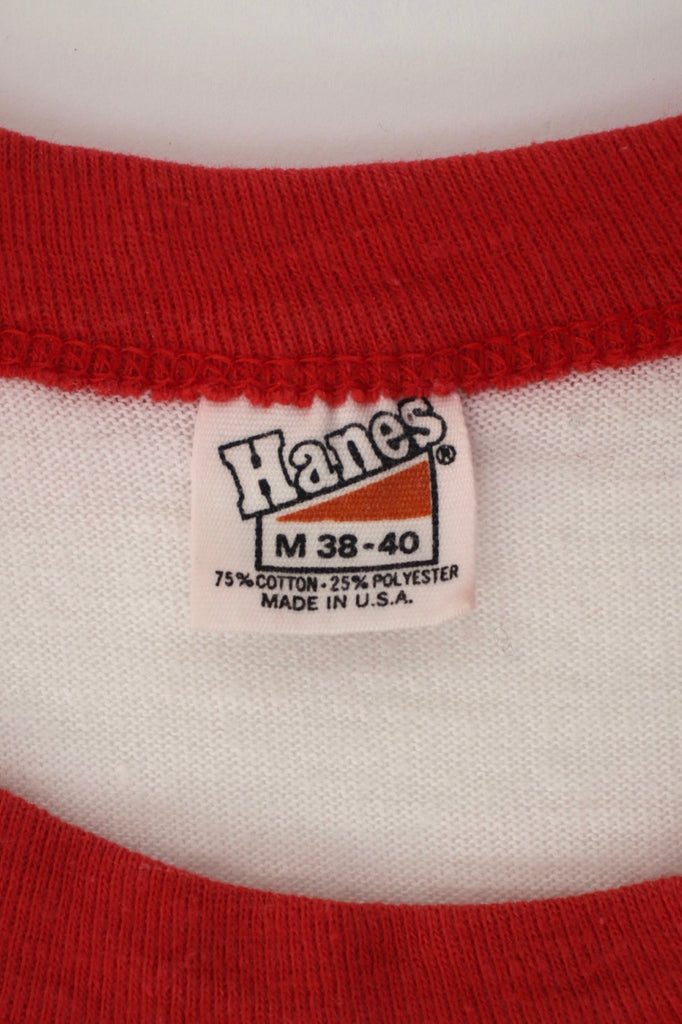 Hanes®
M 38-40
75% COTTON • 25% POLYESTER
MADE IN U.S.A.